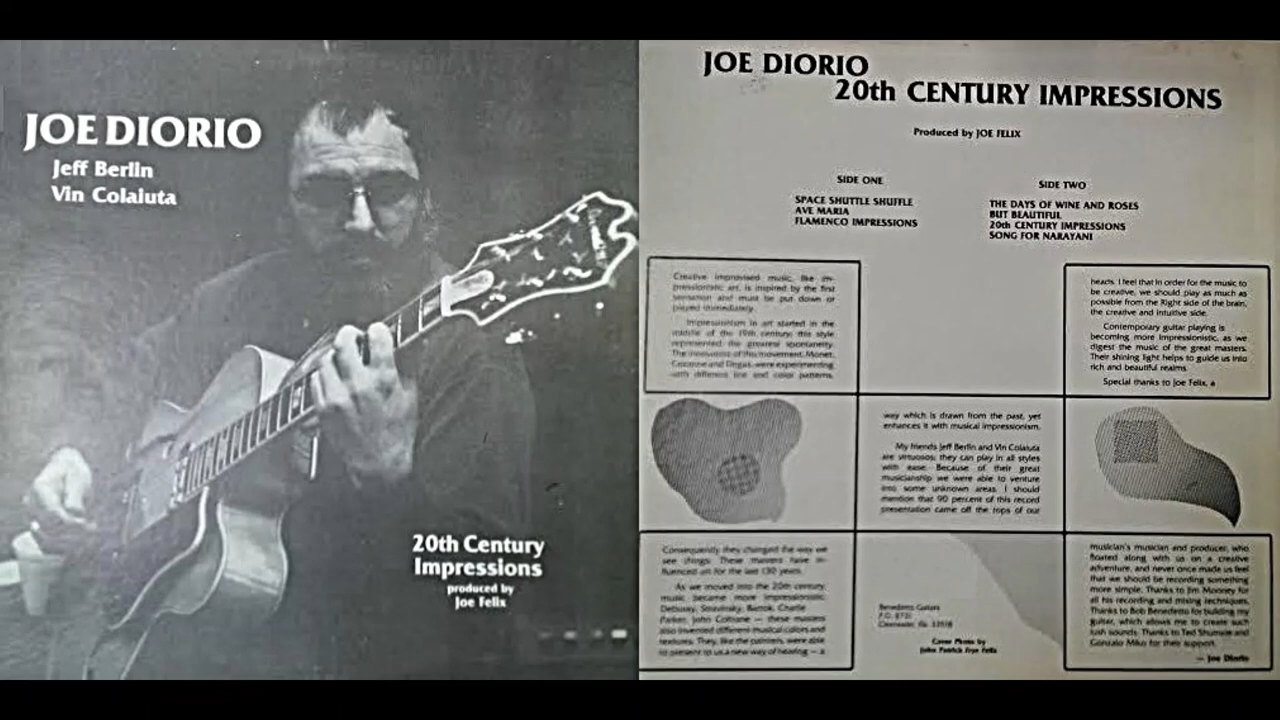 JOE DIORIO
Jeff Berlin
Vin Colaiuta
20th Century
Impressions
produced by
Joe Felix
JOE DIORIO
20th CENTURY IMPRESSIONS
Produced by JOE FELIX
SIDE ONE
SPACE SHUTTLE SHUFFLE
AVE MARIA
FLAMENCO IMPRESSIONS
SIDE TWO
THE DAYS OF WINE AND ROSES
BUT BEAUTIFUL
20th CENTURY IMPRESSIONS
SONG FOR NARAYANI
Creative improvised music, like im-
pressionistic art, is inspired by the first
sensation and must be put down or
played immediately.
Impressionism in art started in the
middle of the 19th century; this style
represented the greatest spontaneity.
The innovators of this movement, Monet,
Cezanne and Degas, were experimenting
with different line and color patterns.
Consequently they changed the way we
see things. These masters have in-
fluenced art for the last 130 years.
As we moved into the 20th century,
music became more impressionistic.
Debussy, Stravinsky, Bartok, Charlie
Parker, John Coltrane — these masters
also invented different musical colors and
textures. They, like the painters, were able
to present to us a new way of hearing — a
way which is drawn from the past, yet
enhances it with musical impressionism.
My friends Jeff Berlin and Vin Colaiuta
are virtuosos; they can play in all styles
with ease. Because of their great
musicianship we were able to venture
into some unknown areas. I should
mention that 90 percent of this record
presentation came off the tops of our
heads. I feel that in order for the music to
be creative, we should play as much as
possible from the Right side of the brain,
the creative and intuitive side.
Contemporary guitar playing is
becoming more impressionistic, as we
digest the music of the great masters.
Their shining light helps to guide us into
rich and beautiful realms.
Special thanks to Joe Felix, a
musician's musician and producer, who
floated along with us on a creative
adventure, and never once made us feel
that we should be recording something
more simple. Thanks to Jim Mooney for
all his recording and mixing techniques.
Thanks to Bob Benedetto for building my
guitar, which allows me to create such
lush sounds. Thanks to Ted Shumate and
Gonzalo Miko for their support.
— Joe Diorio
Benedetto Guitars
P.O.
Clearwater, Fla.
Cover Photo by
John Patrick Frye Felix